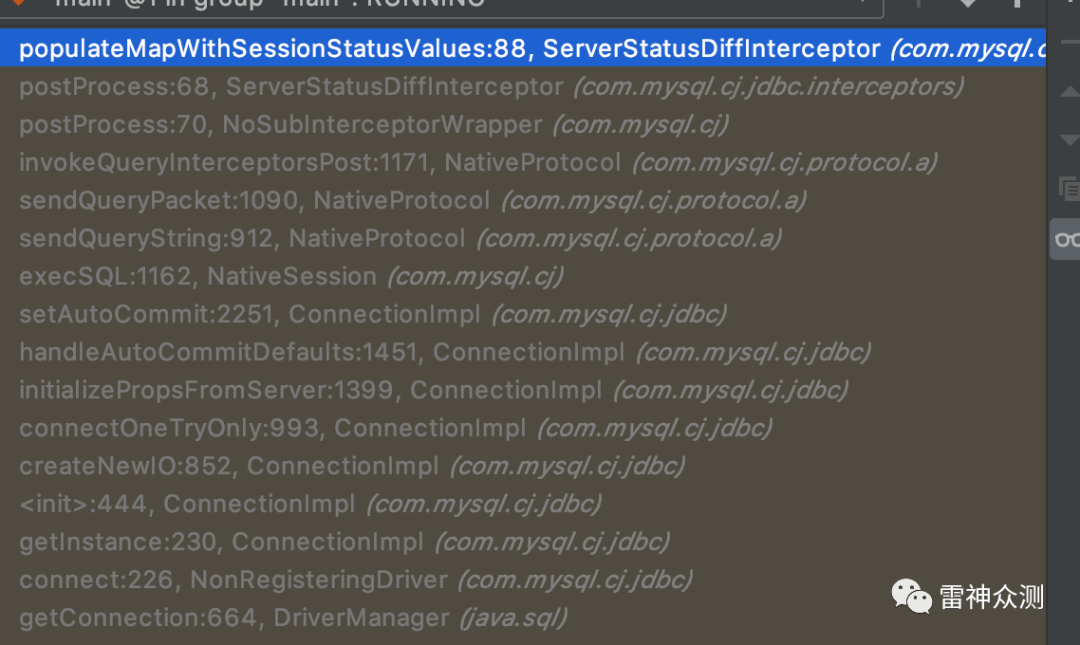 "main"@1 in group "main": RUNNING
populateMapWithSessionStatusValues:88, ServerStatusDiffInterceptor (com.mysql.c
postProcess:68, ServerStatusDiffInterceptor (com.mysql.cj.jdbc.interceptors)
postProcess:70, NoSubInterceptorWrapper (com.mysql.cj)
invokeQueryInterceptorsPost:1171, NativeProtocol (com.mysql.cj.protocol.a)
sendQueryPacket:1090, NativeProtocol (com.mysql.cj.protocol.a)
sendQueryString:912, NativeProtocol (com.mysql.cj.protocol.a)
execSQL:1162, NativeSession (com.mysql.cj)
setAutoCommit:2251, ConnectionImpl (com.mysql.cj.jdbc)
handleAutoCommitDefaults:1451, ConnectionImpl (com.mysql.cj.jdbc)
initializePropsFromServer:1399, ConnectionImpl (com.mysql.cj.jdbc)
connectOneTryOnly:993, ConnectionImpl (com.mysql.cj.jdbc)
createNewIO:852, ConnectionImpl (com.mysql.cj.jdbc)
<init>:444, ConnectionImpl (com.mysql.cj.jdbc)
getInstance:230, ConnectionImpl (com.mysql.cj.jdbc)
connect:226, NonRegisteringDriver (com.mysql.cj.jdbc)
getConnection:664, DriverManager (java.sql)
雷神众测